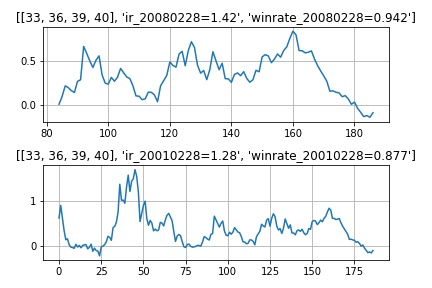 [[33, 36, 39, 40], 'ir_20080228=1.42', 'winrate_20080228=0.942']
0.5
0.0
80 100 120 140 160 180
[[33, 36, 39, 40], 'ir_20010228=1.28', 'winrate_20010228=0.877']
1
0
0 25 50 75 100 125 150 175